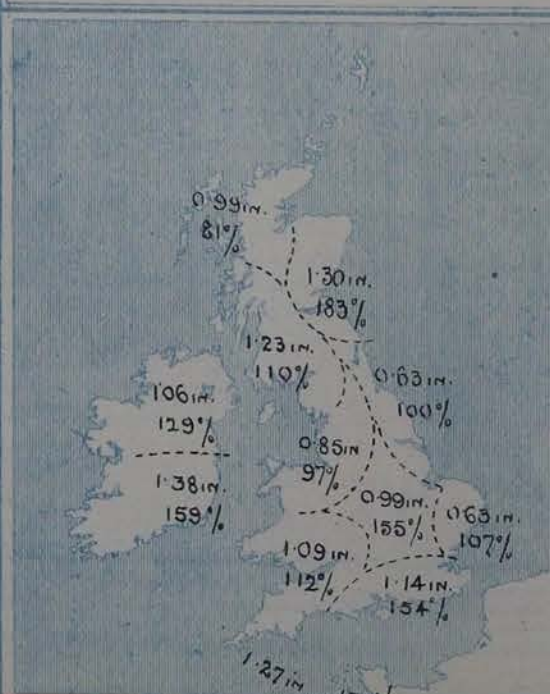 0.99 IN.
81%
1.30 IN.
183%
1.23 IN.
110%
0.63 IN.
100%
1.06 IN.
129%
0.85 IN
97%
1.38 IN.
159%
0.99 IN.
155%
0.63 IN.
107%
1.09 IN.
112%
1.14 IN.
154%
1.27 IN